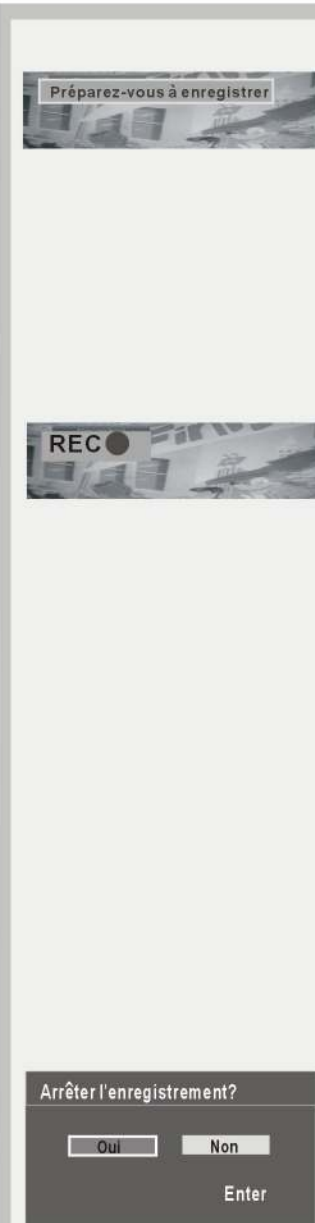 Préparez-vous à enregistrer
REC
Arrêter l'enregistrement?
Oui Non
Enter